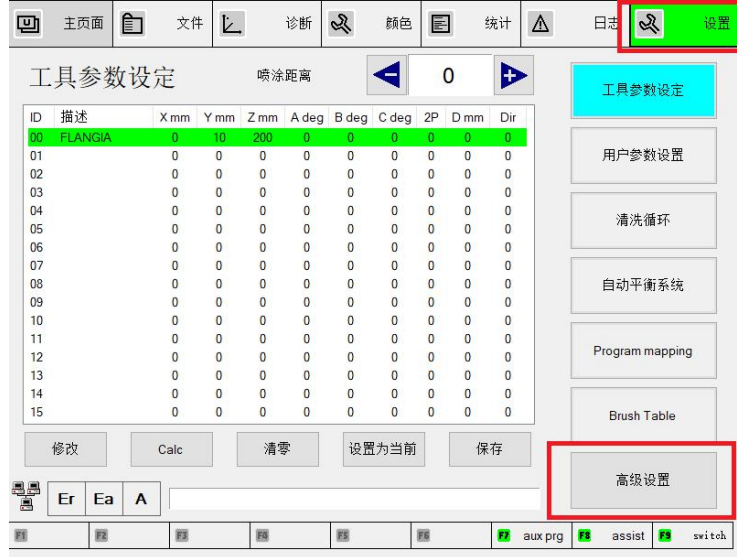 主页面 文件 诊断 颜色 统计 日志 设置
工具参数设定 喷涂距离 0
工具参数设定
ID 描述 X mm Y mm Z mm A deg B deg C deg 2P D mm Dir
00 FLANGIA 0 10 200 0 0 0 0 0 0
01 0 0 0 0 0 0 0 0 0
用户参数设置
02 0 0 0 0 0 0 0 0 0
03 0 0 0 0 0 0 0 0 0
04 0 0 0 0 0 0 0 0 0
清洗循环
05 0 0 0 0 0 0 0 0 0
06 0 0 0 0 0 0 0 0 0
07 0 0 0 0 0 0 0 0 0
08 0 0 0 0 0 0 0 0 0
自动平衡系统
09 0 0 0 0 0 0 0 0 0
10 0 0 0 0 0 0 0 0 0
11 0 0 0 0 0 0 0 0 0
Program mapping
12 0 0 0 0 0 0 0 0 0
13 0 0 0 0 0 0 0 0 0
14 0 0 0 0 0 0 0 0 0
15 0 0 0 0 0 0 0 0 0
Brush Table
修改 Calc 清零 设置为当前 保存
高级设置
Er Ea A
F1 F2 F3 F4 F5 F6 F7 aux prg F8 assist F9 switch